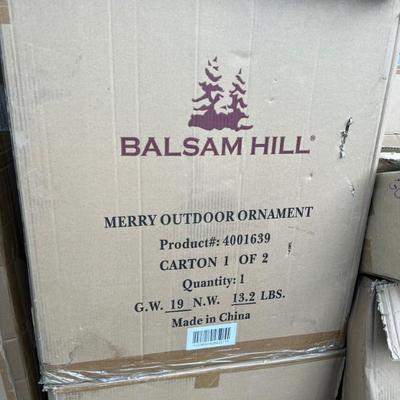 BALSAM HILL®
MERRY OUTDOOR ORNAMENT
Product#: 4001639
CARTON 1 OF 2
Quantity: 1
G.W. 19 N.W. 13.2 LBS.
Made in China